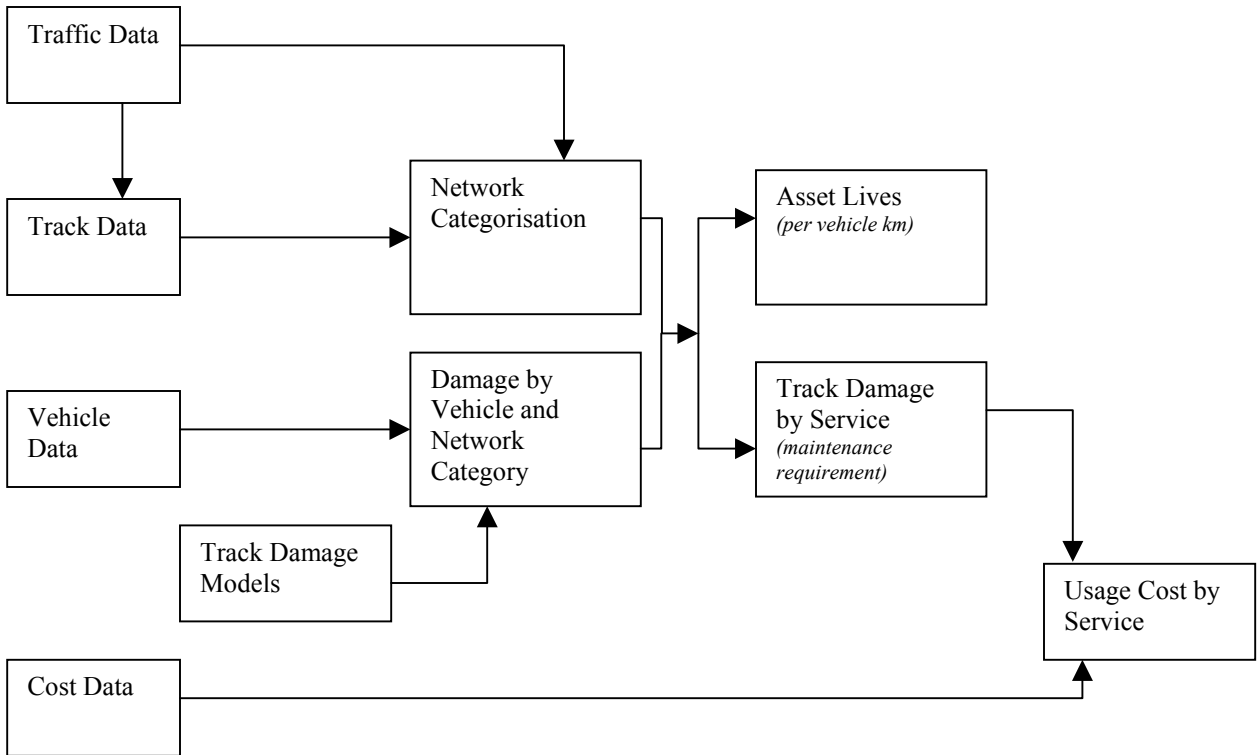 Traffic Data
Track Data
Network
Categorisation
Asset Lives
(per vehicle km)
Vehicle
Data
Damage by
Vehicle and
Network
Category
Track Damage
by Service
(maintenance
requirement)
Track Damage
Models
Usage Cost by
Service
Cost Data